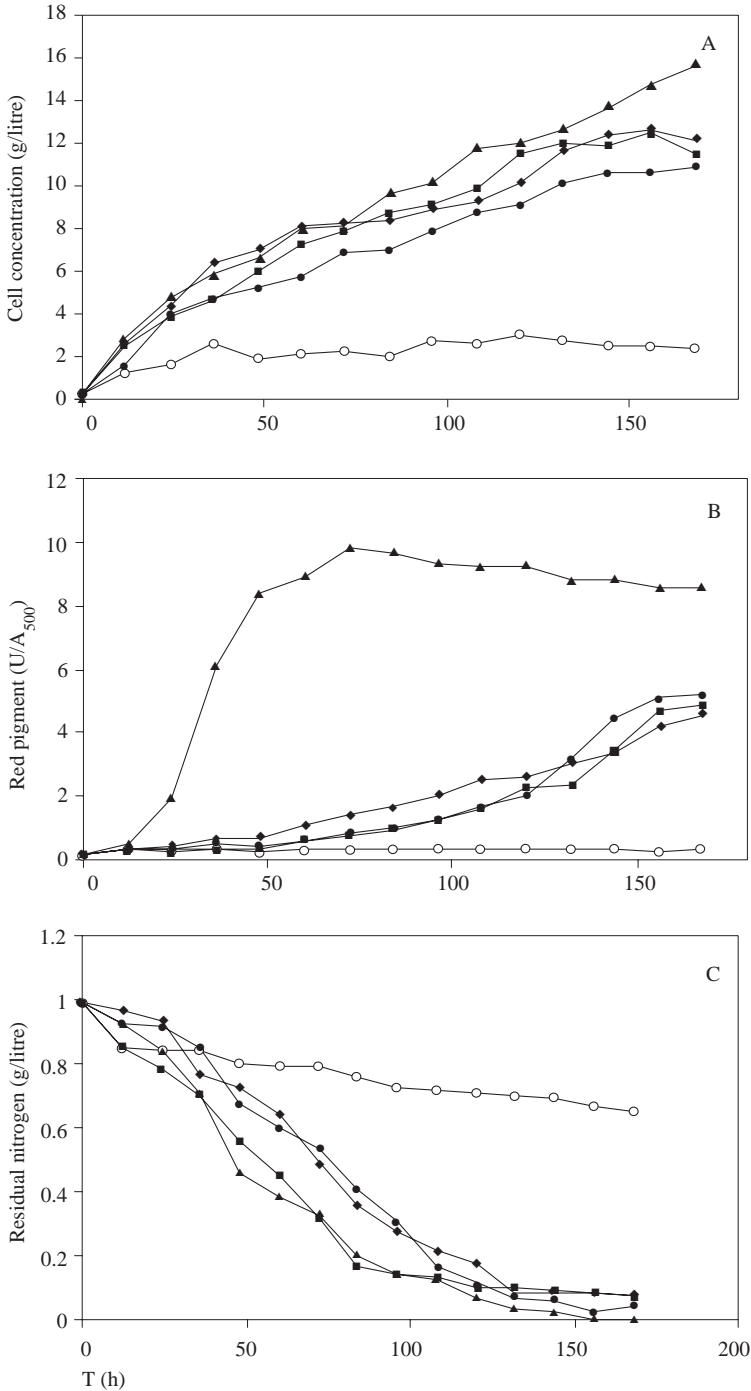 A
Cell concentration (g/litre)
18
16
14
12
10
8
6
4
2
0
0 50 100 150
B
Red pigment (U/A500)
12
10
8
6
4
2
0
0 50 100 150
C
Residual nitrogen (g/litre)
1.2
1
0.8
0.6
0.4
0.2
0
0 50 100 150 200
T (h)